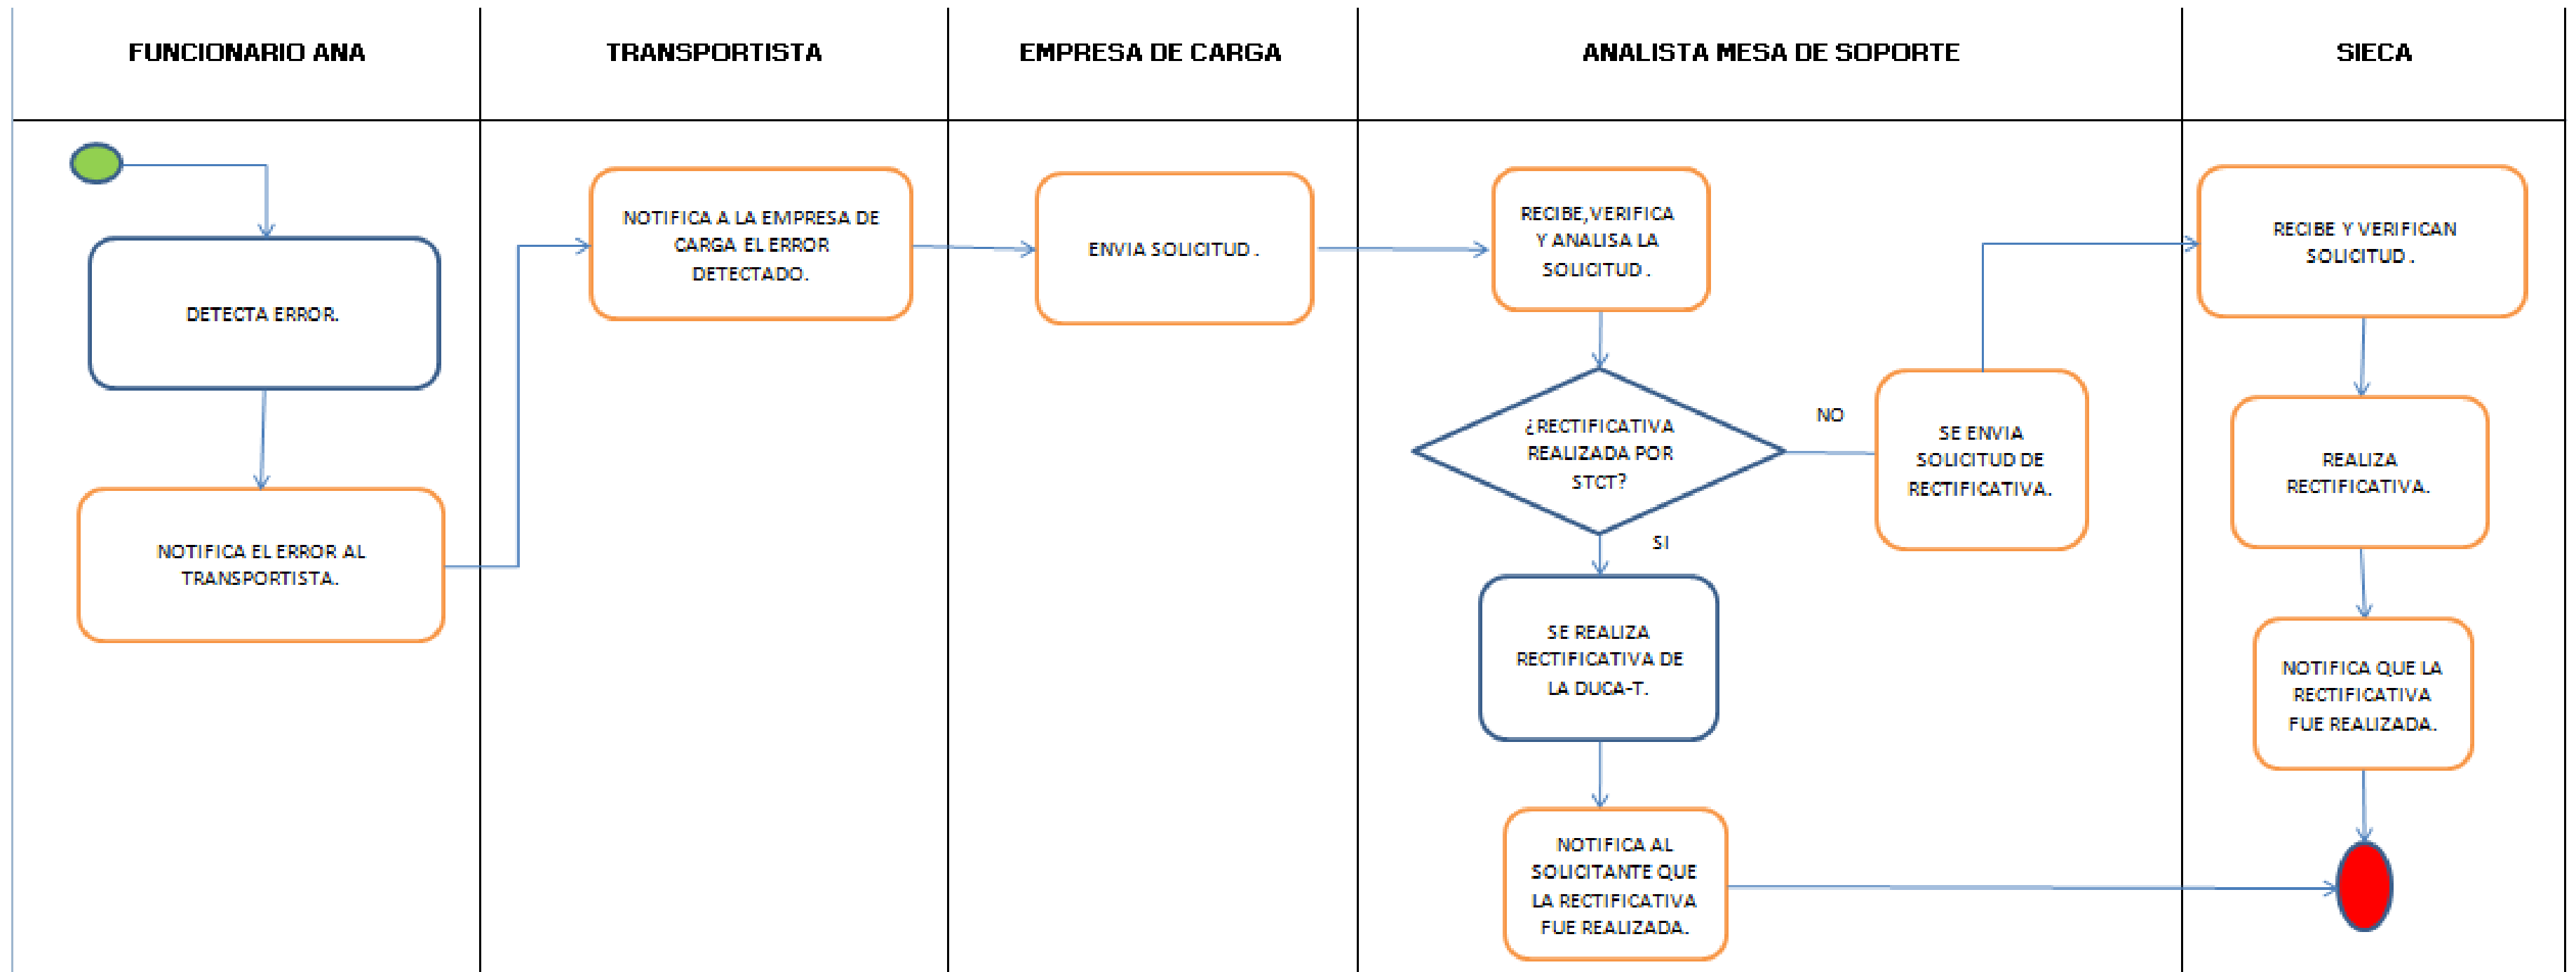 FUNCIONARIO ANA
TRANSPORTISTA
EMPRESA DE CARGA
ANALISTA MESA DE SOPORTE
SIECA
DETECTA ERROR.
NOTIFICA EL ERROR AL
TRANSPORTISTA.
NOTIFICA A LA EMPRESA DE
CARGA EL ERROR
DETECTADO.
ENVIA SOLICITUD .
RECIBE,VERIFICA
Y ANALISA LA
SOLICITUD .
¿RECTIFICATIVA
REALIZADA POR
STCT?
NO
SE ENVIA
SOLICITUD DE
RECTIFICATIVA.
SI
SE REALIZA
RECTIFICATIVA DE
LA DUCA-T.
NOTIFICA AL
SOLICITANTE QUE
LA RECTIFICATIVA
FUE REALIZADA.
RECIBE Y VERIFICAN
SOLICITUD .
REALIZA
RECTIFICATIVA.
NOTIFICA QUE LA
RECTIFICATIVA
FUE REALIZADA.